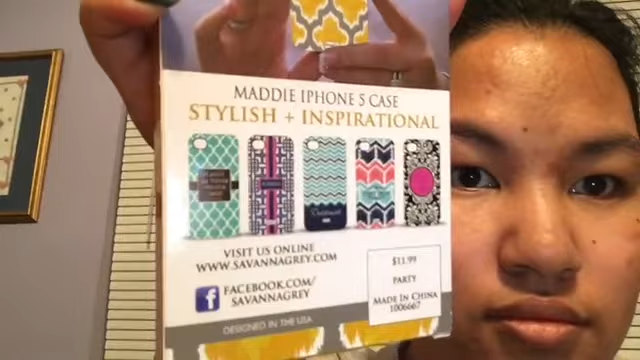 MADDIE IPHONE 5 CASE
STYLISH + INSPIRATIONAL
VISIT US ONLINE
WWW.SAVANNAGREY.COM
f FACEBOOK.COM/
SAVANNAGREY
$11.99
PARTY
MADE IN CHINA
1006667
DESIGNED IN THE USA